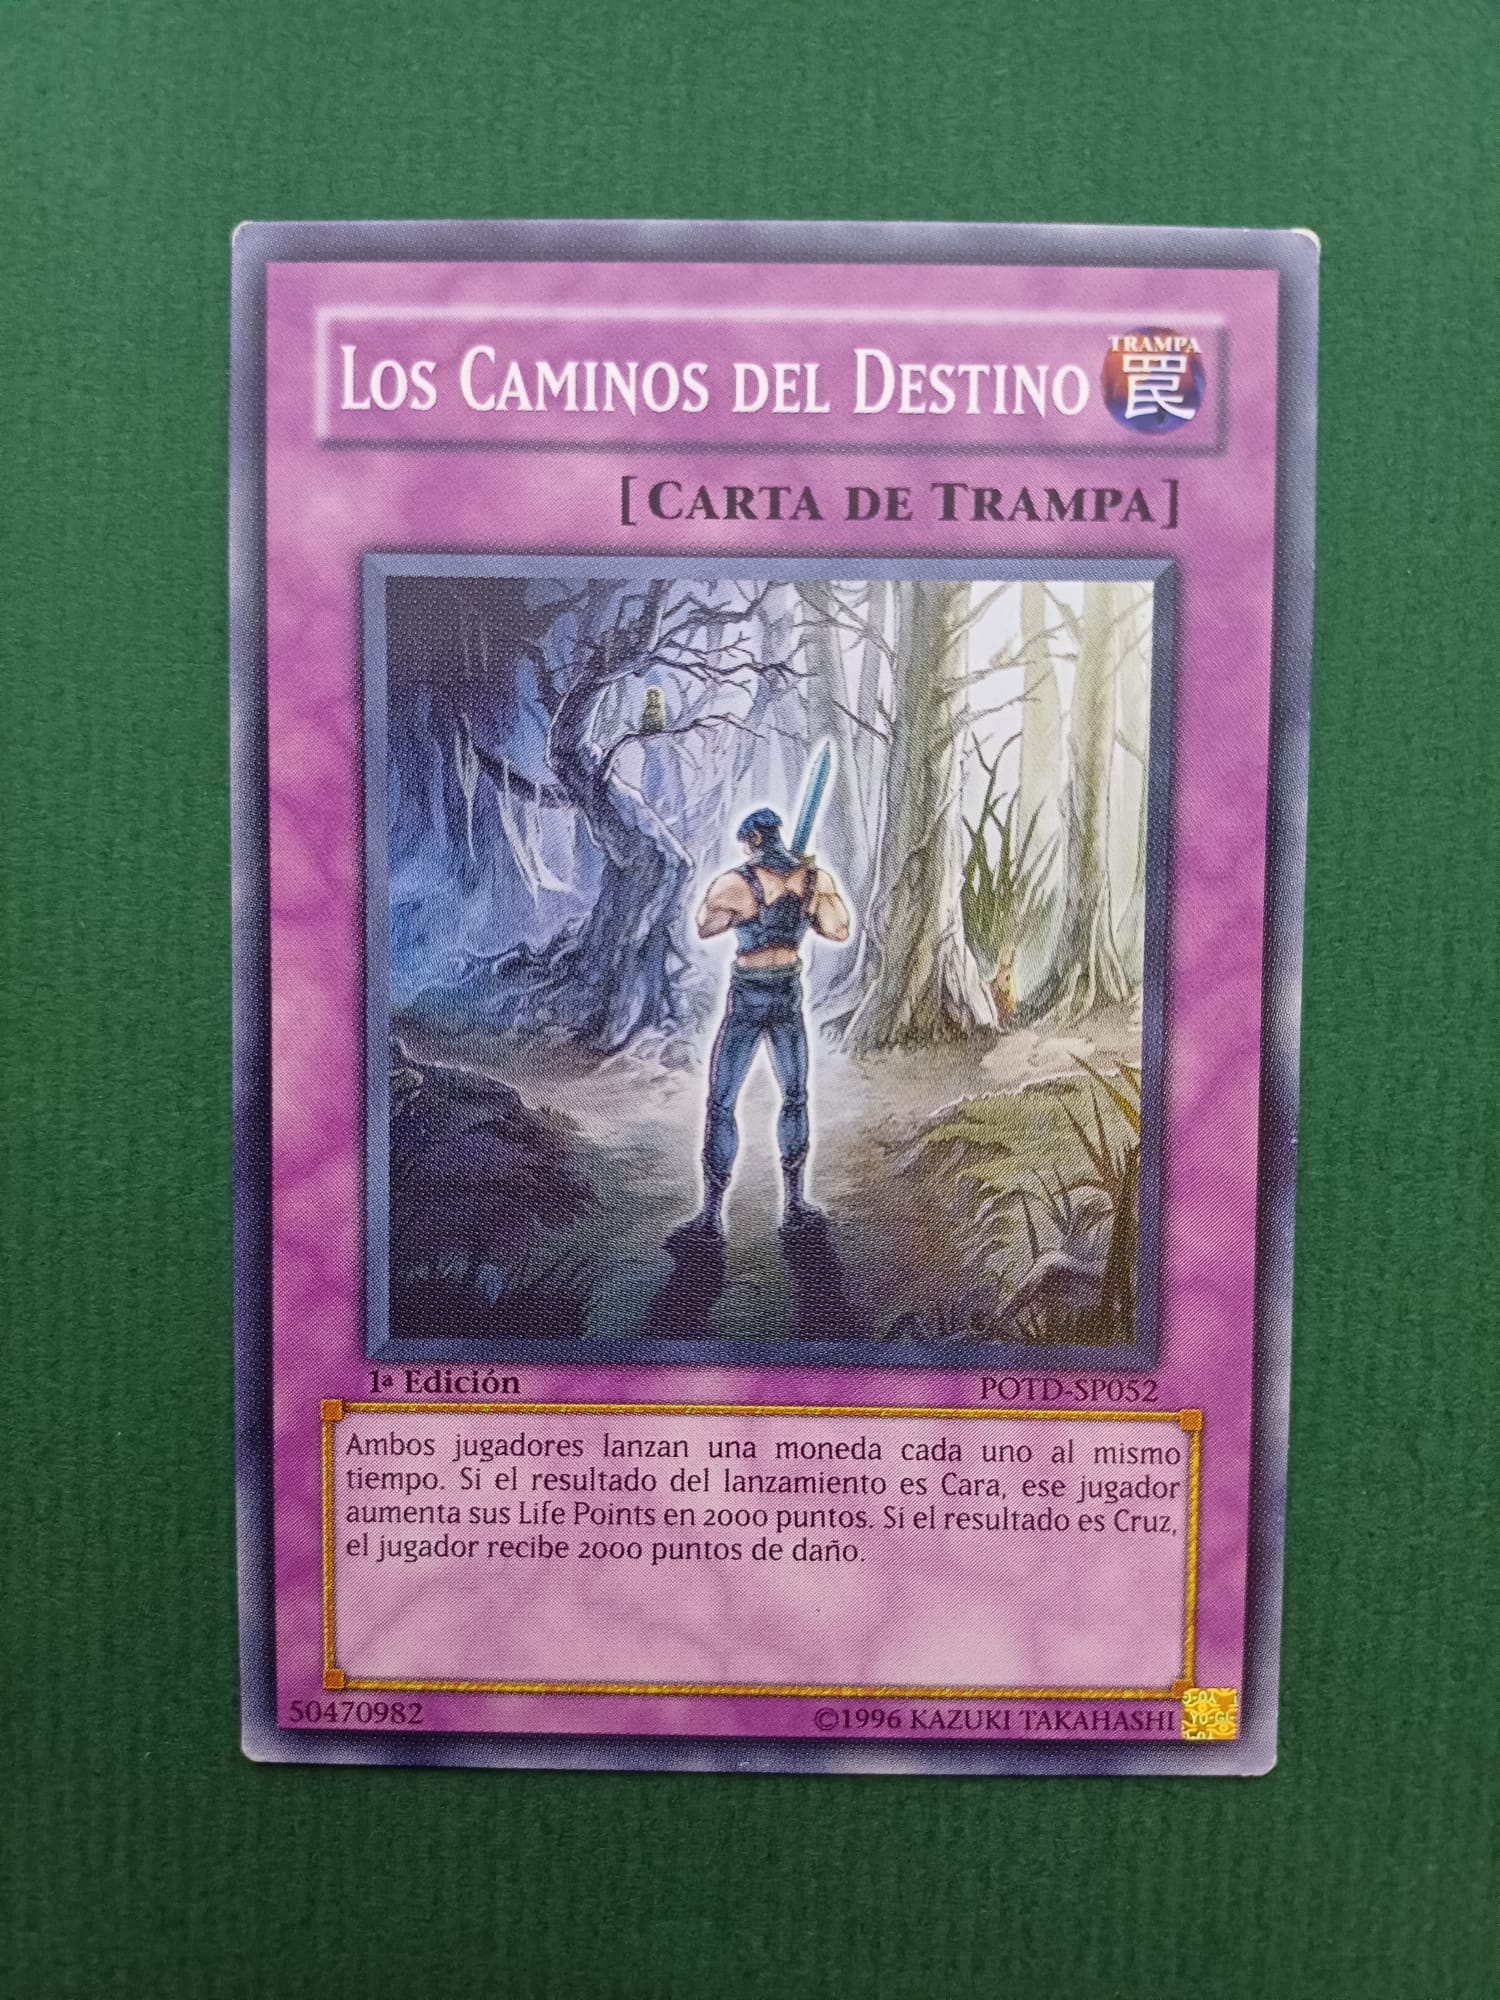 Los Caminos del Destino
TRAMPA
罠
[Carta de Trampa]
1ª Edición
POTD-SP052
Ambos jugadores lanzan una moneda cada uno al mismo
tiempo. Si el resultado del lanzamiento es Cara, ese jugador
aumenta sus Life Points en 2000 puntos. Si el resultado es Cruz,
el jugador recibe 2000 puntos de daño.
50470982
©1996 KAZUKI TAKAHASHI